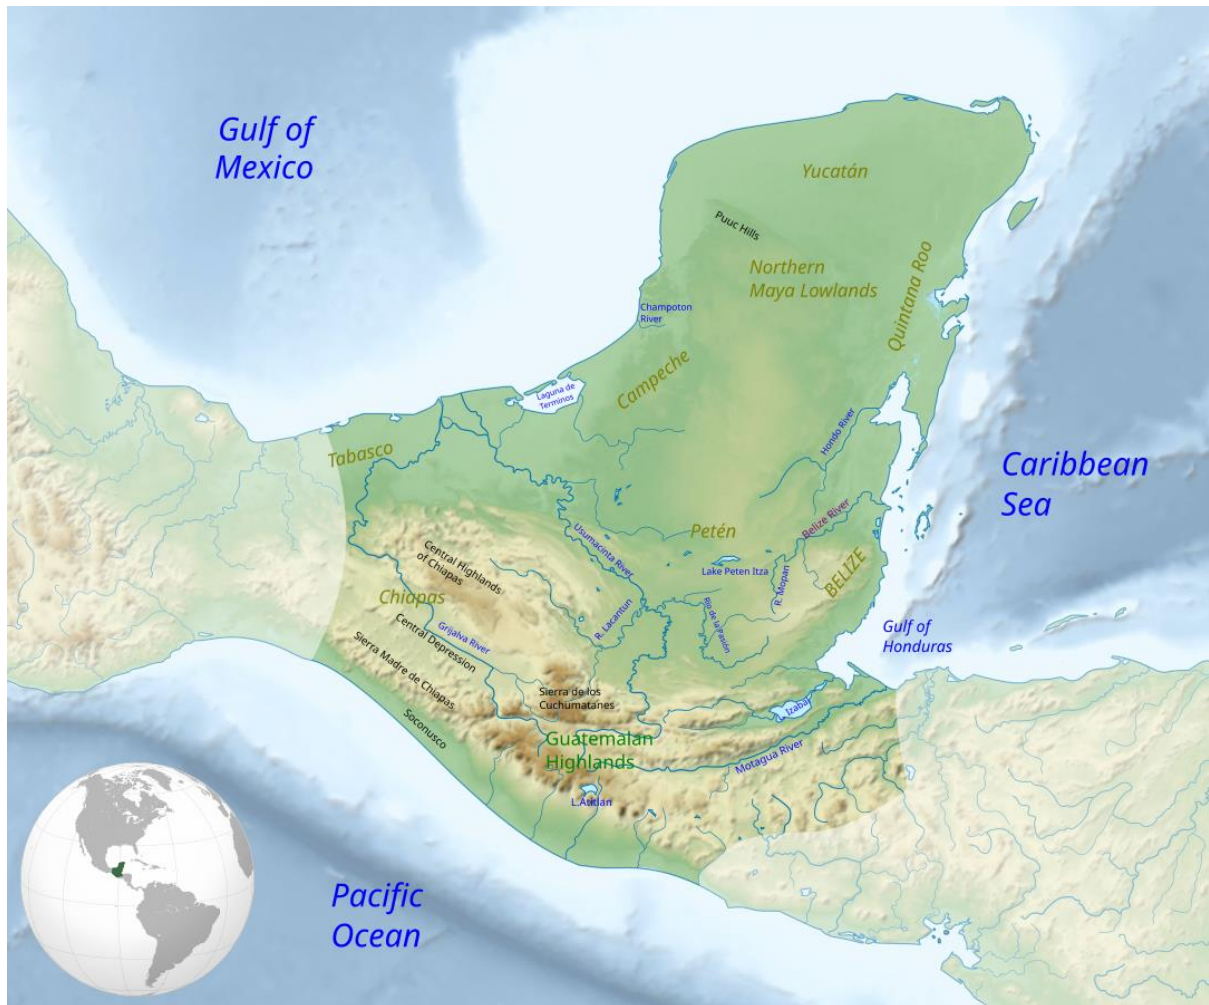 Gulf of
Mexico
Yucatán
Puuc Hills
Northern
Maya Lowlands
Quintana Roo
Champoton
River
Campeche
Laguna de
Terminos
Hondo River
Tabasco
Caribbean
Sea
Belize River
Petén
Usumacinta River
Central Highlands
of Chiapas
Lake Peten Itza
R. Mopan
BELIZE
Chiapas
R. Lacantun
Rio de la Pasión
Grijalva River
Central Depression
Gulf of
Honduras
Sierra Madre de Chiapas
Sierra de los
Cuchumatanes
L. Izabal
Soconusco
Guatemalan
Highlands
Motagua River
L.Atitlan
Pacific
Ocean